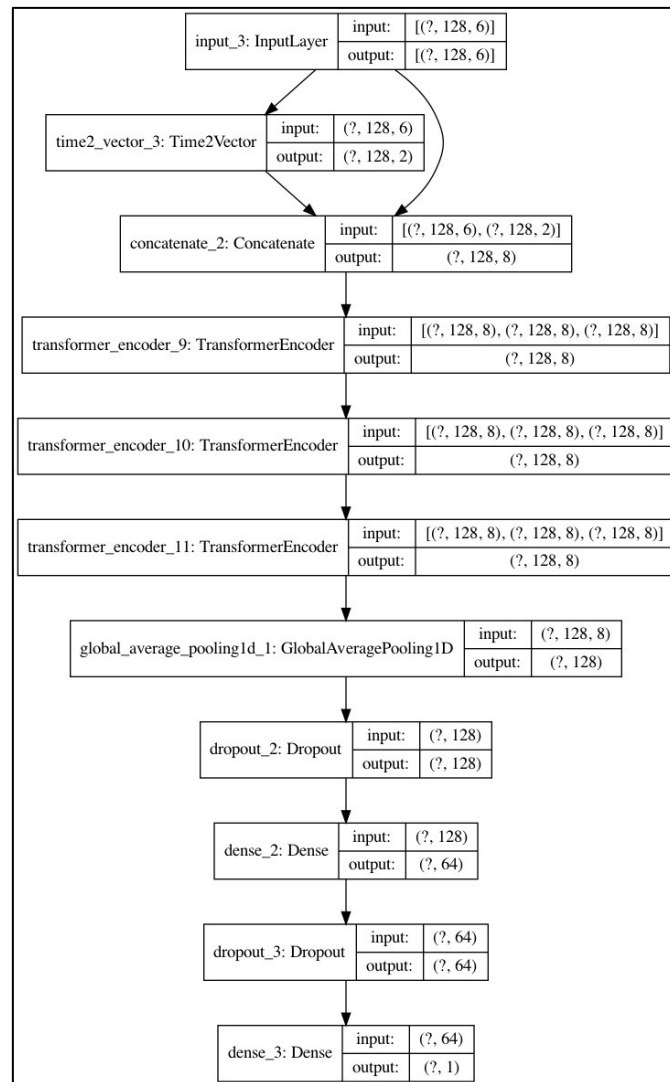 input_3: InputLayer
input: [(?, 128, 6)]
output: [(?, 128, 6)]
time2_vector_3: Time2Vector
input: (?, 128, 6)
output: (?, 128, 2)
concatenate_2: Concatenate
input: [(?, 128, 6), (?, 128, 2)]
output: (?, 128, 8)
transformer_encoder_9: TransformerEncoder
input: [(?, 128, 8), (?, 128, 8), (?, 128, 8)]
output: (?, 128, 8)
transformer_encoder_10: TransformerEncoder
input: [(?, 128, 8), (?, 128, 8), (?, 128, 8)]
output: (?, 128, 8)
transformer_encoder_11: TransformerEncoder
input: [(?, 128, 8), (?, 128, 8), (?, 128, 8)]
output: (?, 128, 8)
global_average_pooling1d_1: GlobalAveragePooling1D
input: (?, 128, 8)
output: (?, 128)
dropout_2: Dropout
input: (?, 128)
output: (?, 128)
dense_2: Dense
input: (?, 128)
output: (?, 64)
dropout_3: Dropout
input: (?, 64)
output: (?, 64)
dense_3: Dense
input: (?, 64)
output: (?, 1)